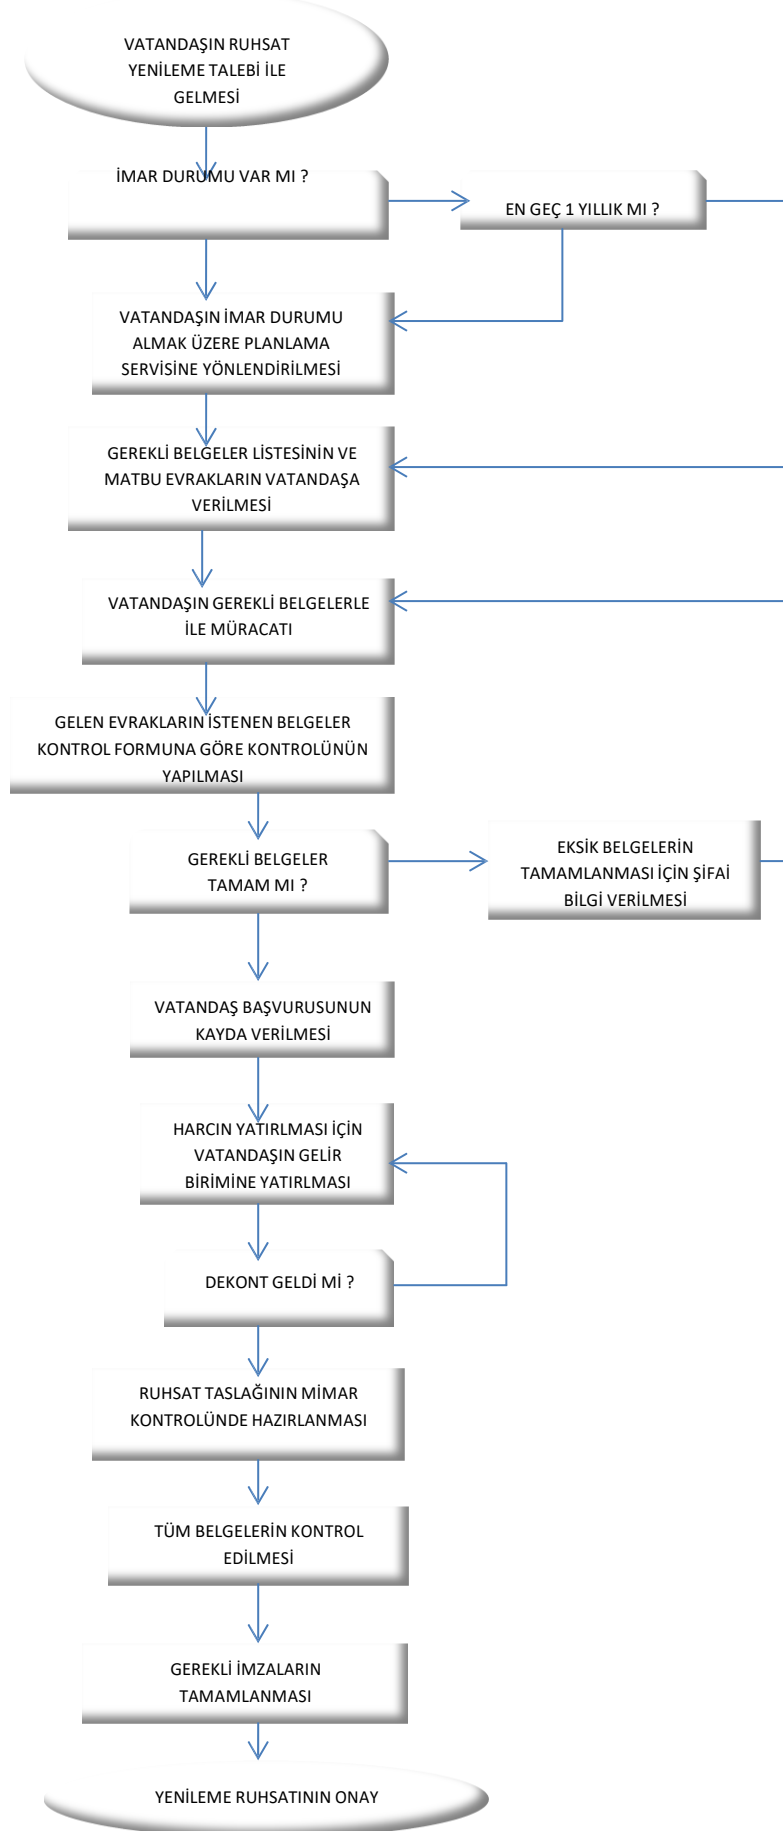 VATANDAŞIN RUHSAT
YENİLEME TALEBİ İLE
GELMESİ
İMAR DURUMU VAR MI ?
EN GEÇ 1 YILLIK MI ?
VATANDAŞIN İMAR DURUMU
ALMAK ÜZERE PLANLAMA
SERVİSİNE YÖNLENDİRİLMESİ
GEREKLİ BELGELER LİSTESİNİN VE
MATBU EVRAKLARIN VATANDAŞA
VERİLMESİ
VATANDAŞIN GEREKLİ BELGELERLE
İLE MÜRACATI
GELEN EVRAKLARIN İSTENEN BELGELER
KONTROL FORMUNA GÖRE KONTROLÜNÜN
YAPILMASI
GEREKLİ BELGELER
TAMAM MI ?
EKSİK BELGELERİN
TAMAMLANMASI İÇİN ŞİFAİ
BİLGİ VERİLMESİ
VATANDAŞ BAŞVURUSUNUN
KAYDA VERİLMESİ
HARCIN YATIRLMASI İÇİN
VATANDAŞIN GELİR
BİRİMİNE YATIRLMASI
DEKONT GELDİ Mİ ?
RUHSAT TASLAĞININ MİMAR
KONTROLÜNDE HAZIRLANMASI
TÜM BELGELERİN KONTROL
EDİLMESİ
GEREKLİ İMZALARIN
TAMAMLANMASI
YENİLEME RUHSATININ ONAY